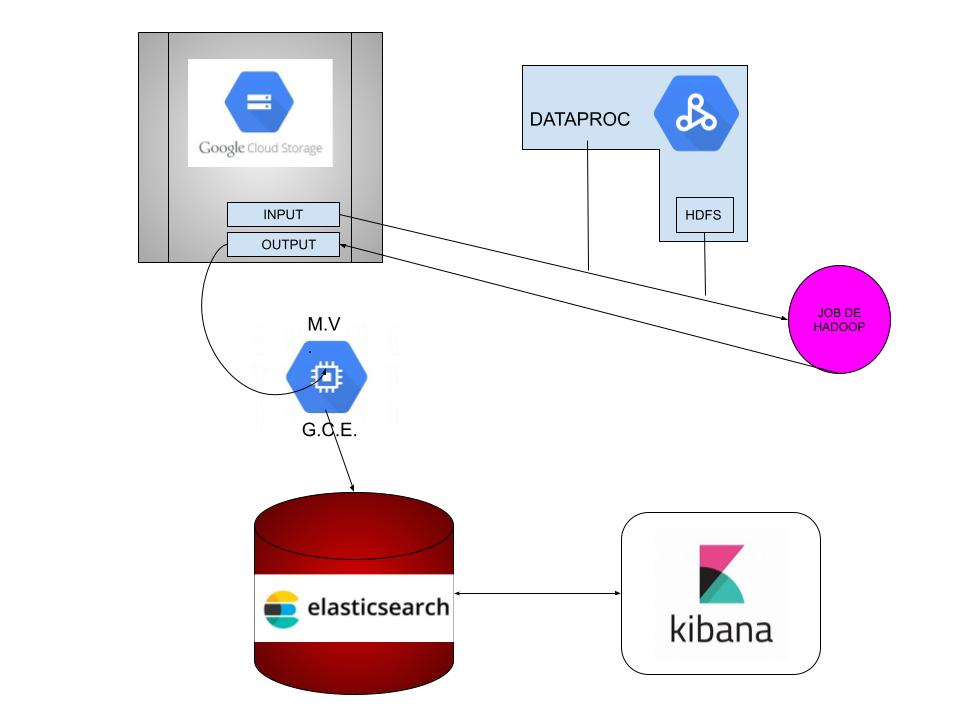 Google Cloud Storage
INPUT
OUTPUT
DATAPROC
HDFS
JOB DE
HADOOP
M.V
.
G.C.E.
elasticsearch
kibana